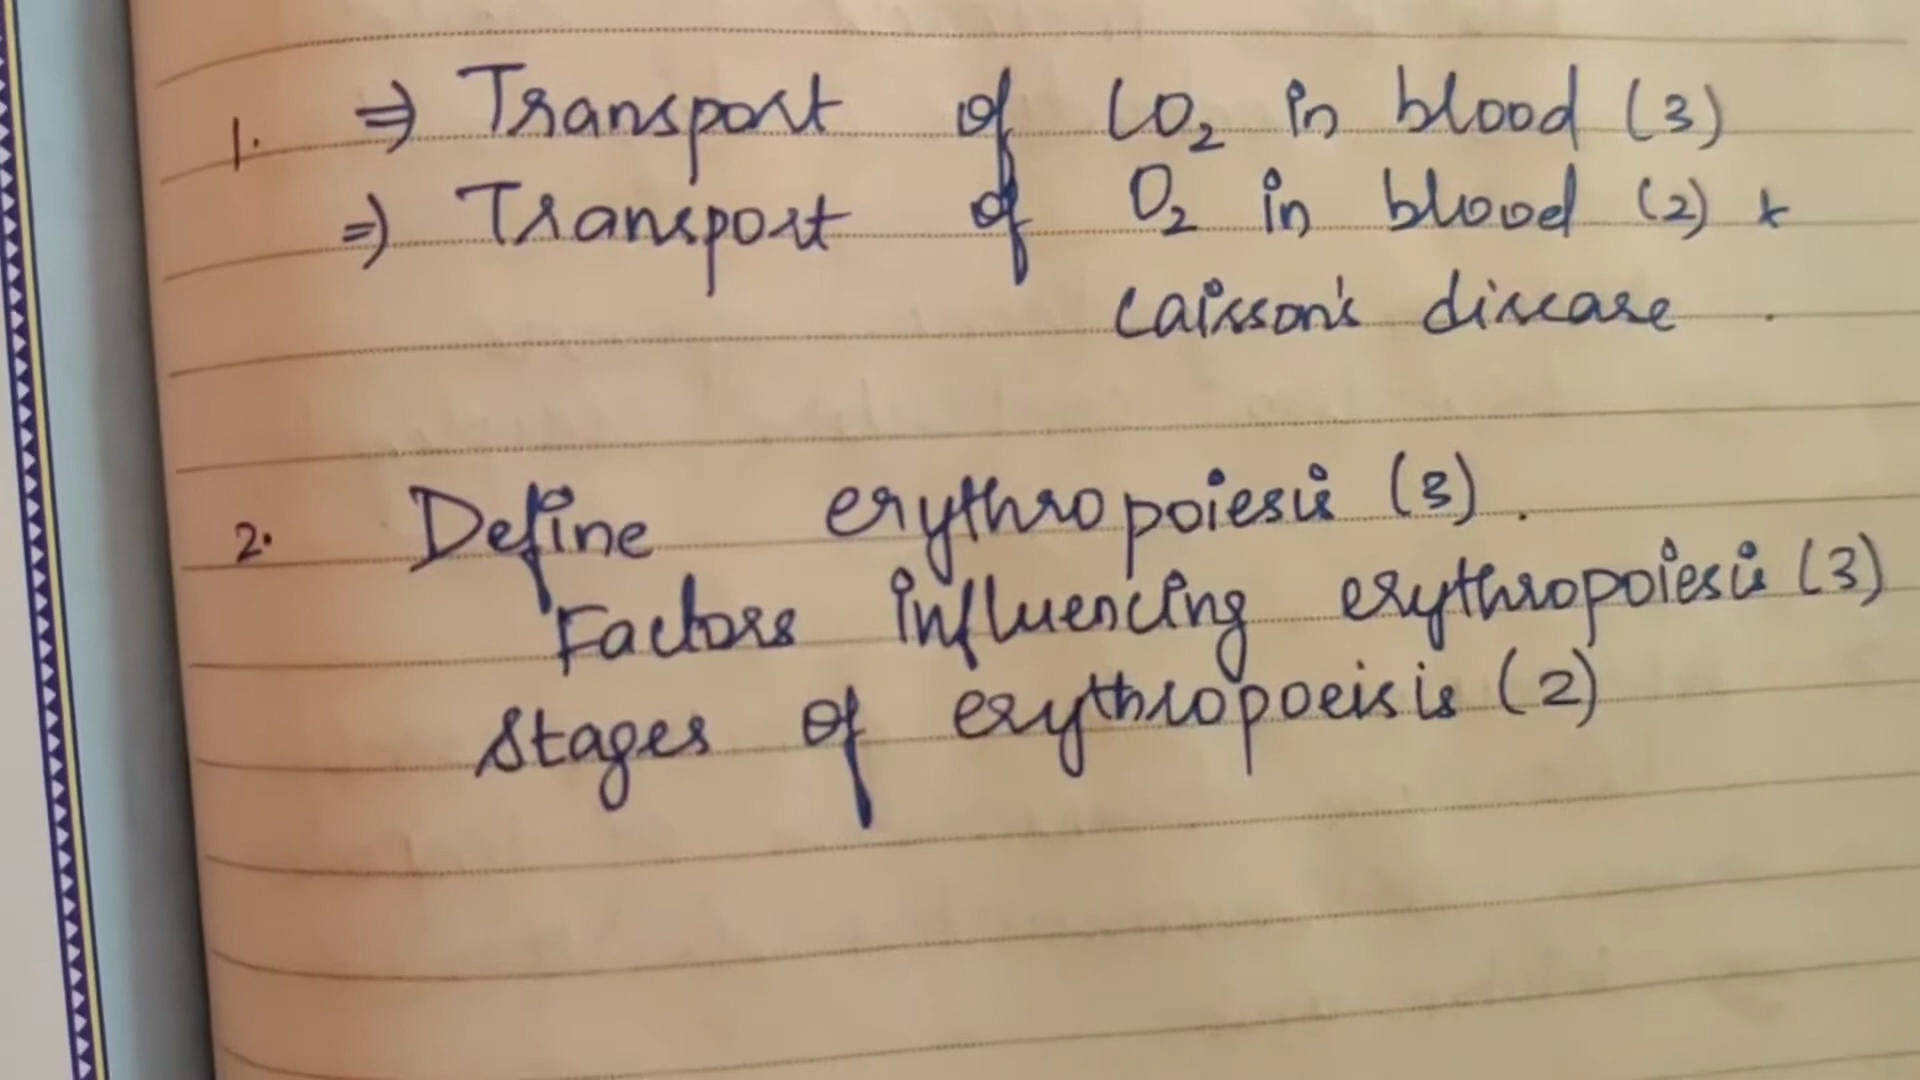 1. ⇒ Transport of CO₂ in blood (3)
⇒ Transport of O₂ in blood (2) *
Caisson's disease .
2. Define erythropoiesis (3).
Factors influencing erythropoiesis (3)
Stages of erythropoeisis (2)